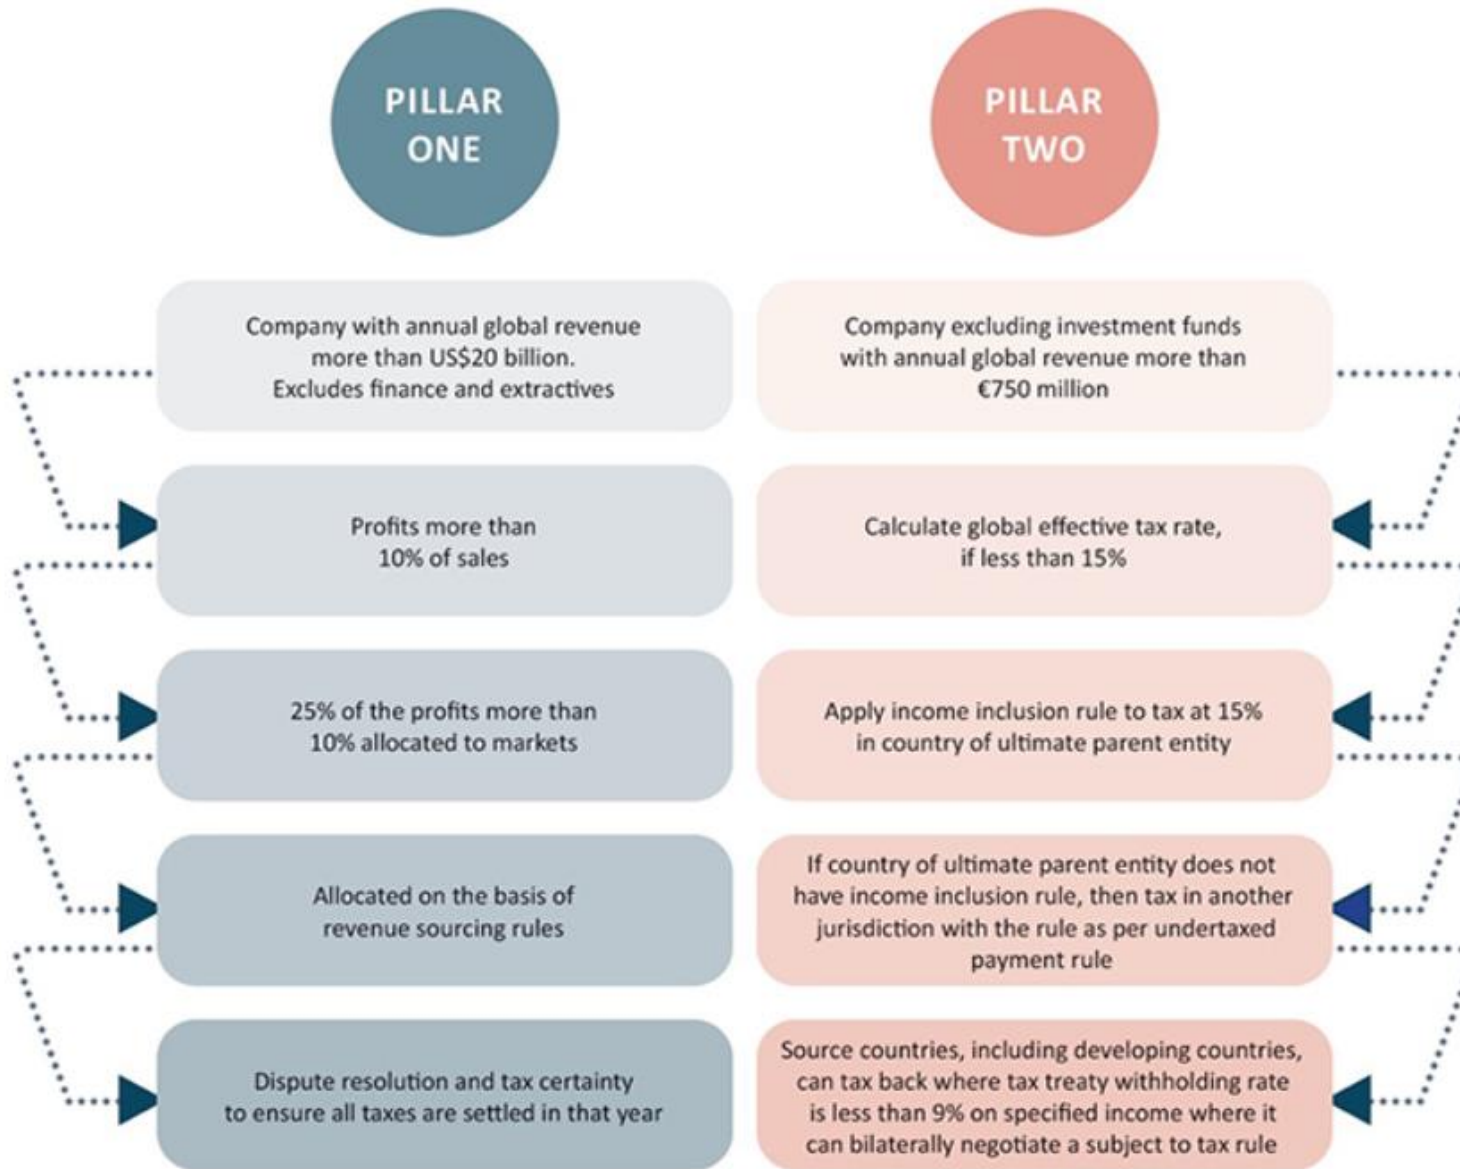 PILLAR
ONE
Company with annual global revenue
more than US$20 billion.
Excludes finance and extractives
Profits more than
10% of sales
25% of the profits more than
10% allocated to markets
Allocated on the basis of
revenue sourcing rules
Dispute resolution and tax certainty
to ensure all taxes are settled in that year
PILLAR
TWO
Company excluding investment funds
with annual global revenue more than
€750 million
Calculate global effective tax rate,
if less than 15%
Apply income inclusion rule to tax at 15%
in country of ultimate parent entity
If country of ultimate parent entity does not
have income inclusion rule, then tax in another
jurisdiction with the rule as per undertaxed
payment rule
Source countries, including developing countries,
can tax back where tax treaty withholding rate
is less than 9% on specified income where it
can bilaterally negotiate a subject to tax rule